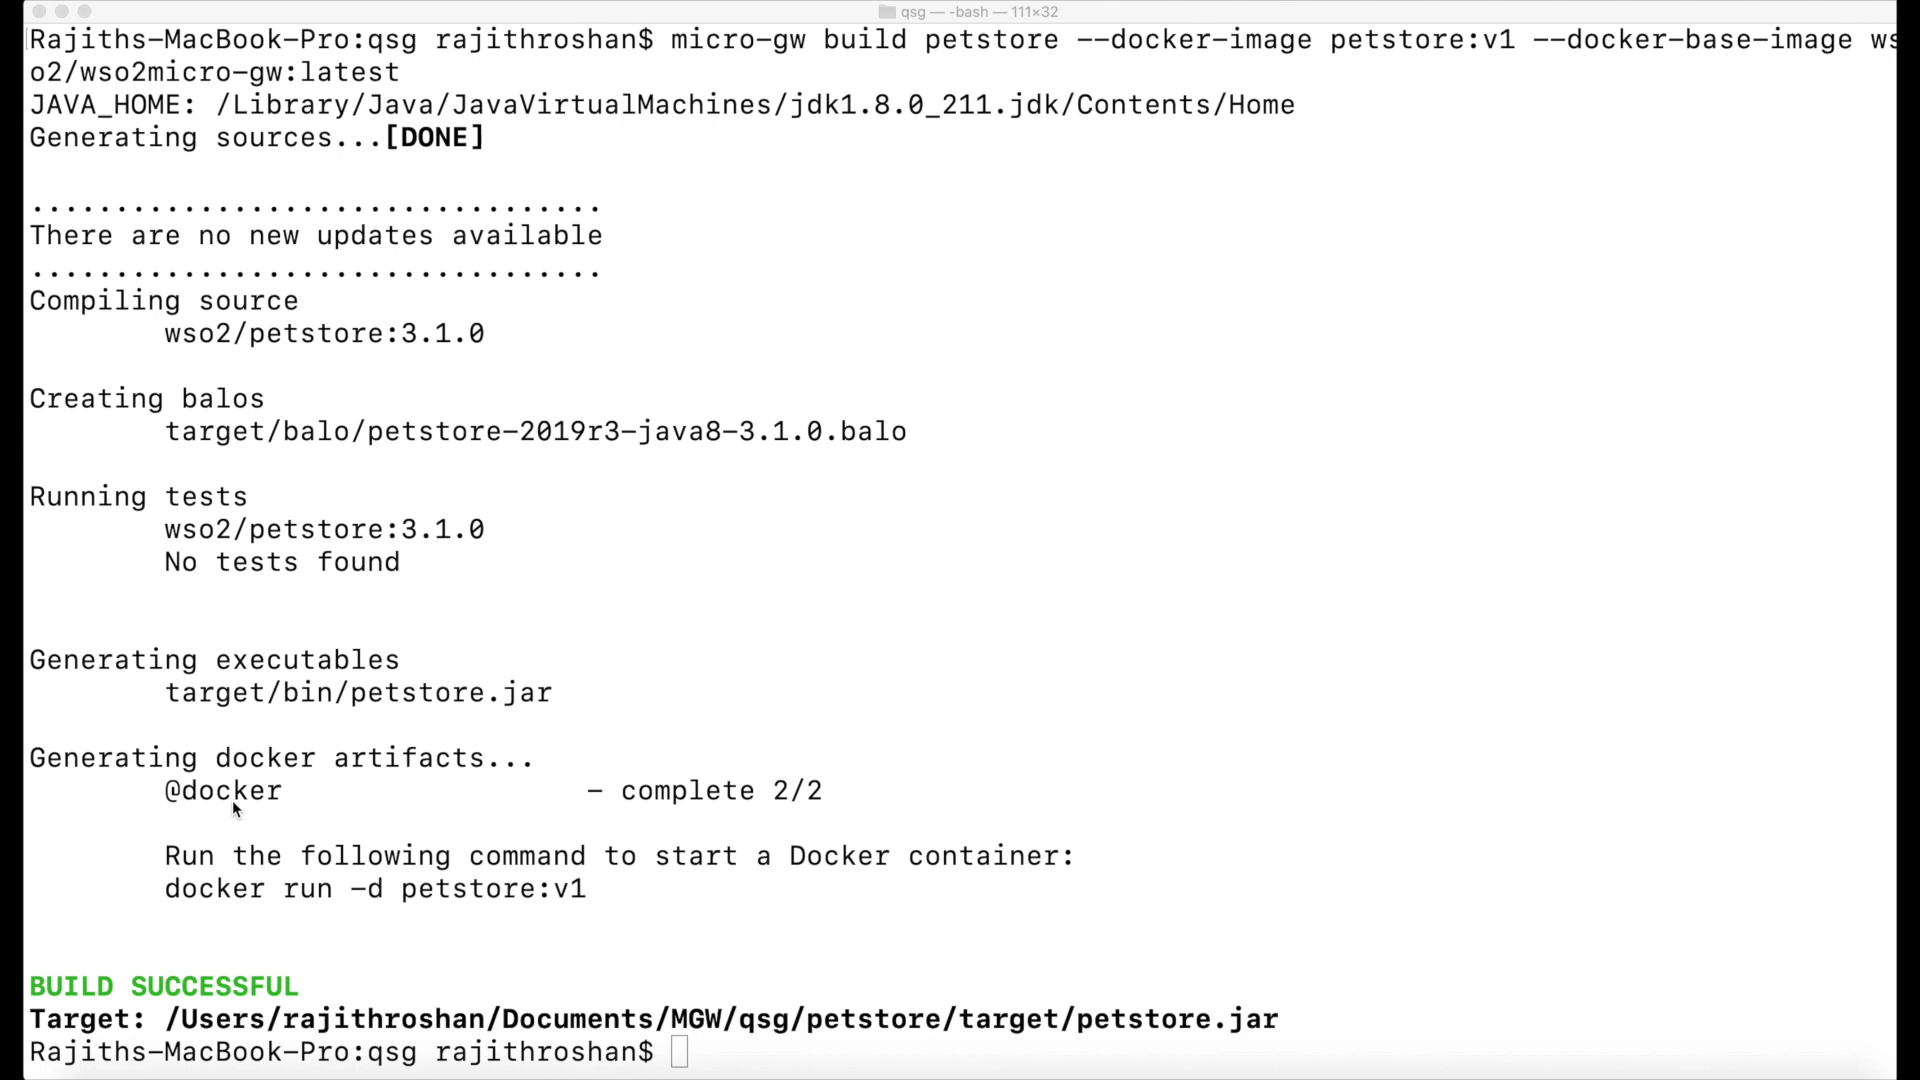 qsg — -bash — 111×32
Rajiths-MacBook-Pro:qsg rajithroshan$ micro-gw build petstore --docker-image petstore:v1 --docker-base-image ws
o2/wso2micro-gw:latest
JAVA_HOME: /Library/Java/JavaVirtualMachines/jdk1.8.0_211.jdk/Contents/Home
Generating sources...[DONE]
..................................
There are no new updates available
..................................
Compiling source
wso2/petstore:3.1.0
Creating balos
target/balo/petstore-2019r3-java8-3.1.0.balo
Running tests
wso2/petstore:3.1.0
No tests found
Generating executables
target/bin/petstore.jar
Generating docker artifacts...
@docker - complete 2/2
Run the following command to start a Docker container:
docker run -d petstore:v1
BUILD SUCCESSFUL
Target: /Users/rajithroshan/Documents/MGW/qsg/petstore/target/petstore.jar
Rajiths-MacBook-Pro:qsg rajithroshan$